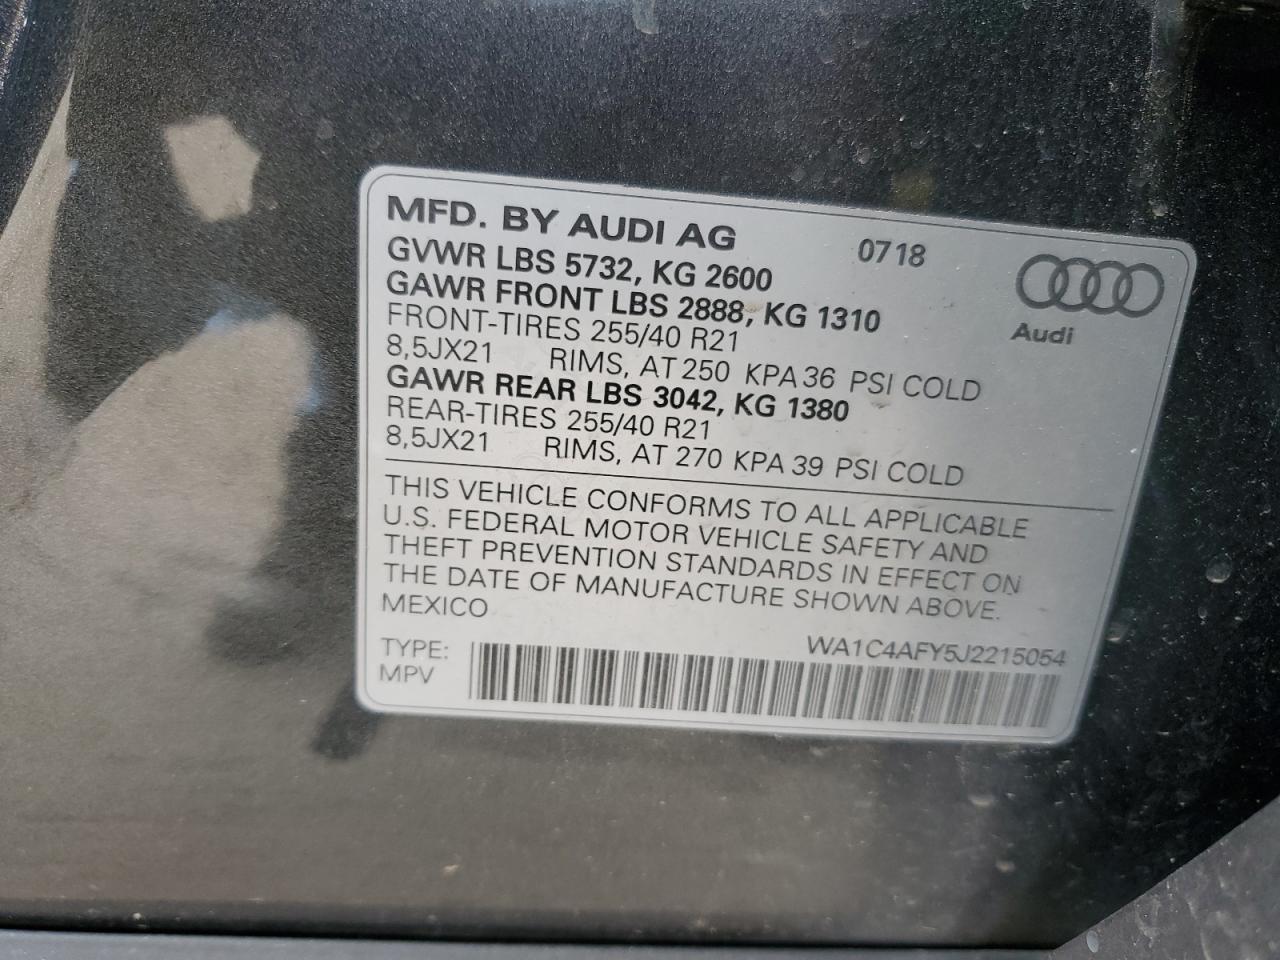 MFD. BY AUDI AG 0718
GVWR LBS 5732, KG 2600
GAWR FRONT LBS 2888, KG 1310
FRONT-TIRES 255/40 R21
8,5JX21 RIMS, AT 250 KPA 36 PSI COLD
GAWR REAR LBS 3042, KG 1380
REAR-TIRES 255/40 R21
8,5JX21 RIMS, AT 270 KPA 39 PSI COLD
Audi
THIS VEHICLE CONFORMS TO ALL APPLICABLE
U.S. FEDERAL MOTOR VEHICLE SAFETY AND
THEFT PREVENTION STANDARDS IN EFFECT ON
THE DATE OF MANUFACTURE SHOWN ABOVE.
MEXICO
TYPE: WA1C4AFY5J2215054
MPV